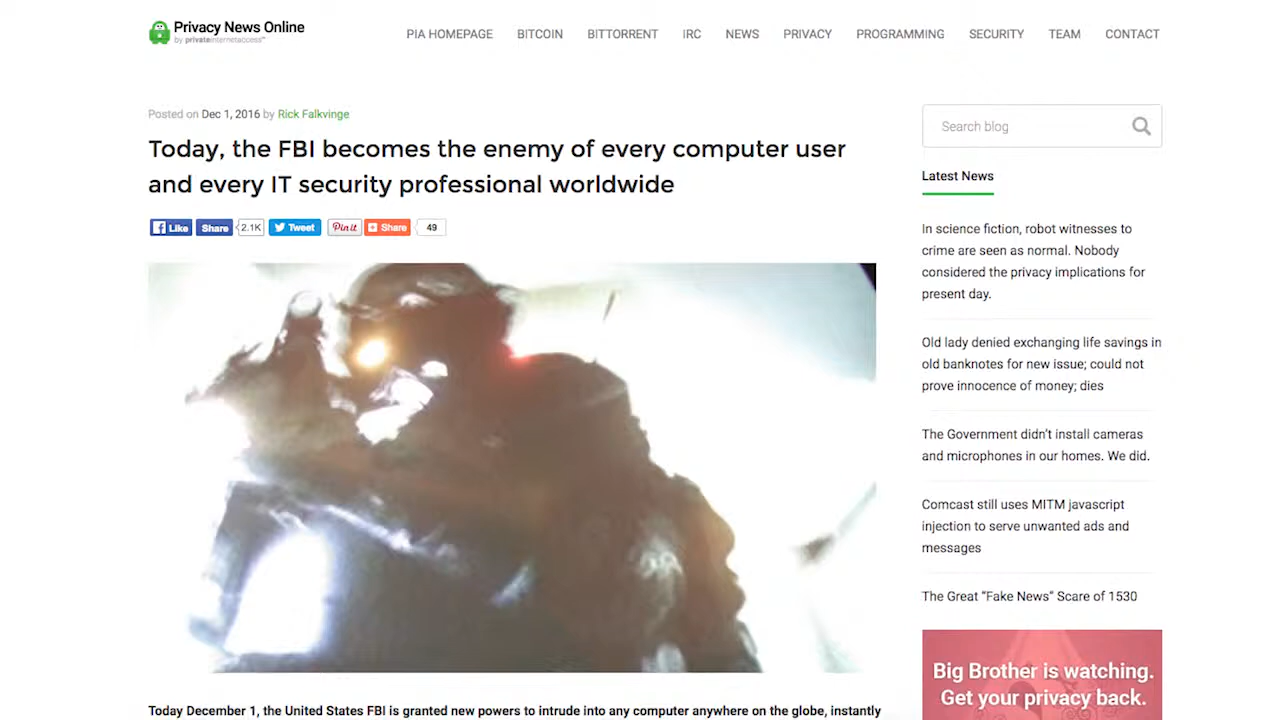 Privacy News Online
by privateinternetaccess™
PIA HOMEPAGE BITCOIN BITTORRENT IRC NEWS PRIVACY PROGRAMMING SECURITY TEAM CONTACT
Posted on Dec 1, 2016 by Rick Falkvinge
Today, the FBI becomes the enemy of every computer user
and every IT security professional worldwide
Like Share 2.1K Tweet Pin it Share 49
Today December 1, the United States FBI is granted new powers to intrude into any computer anywhere on the globe, instantly
Search blog
Latest News
In science fiction, robot witnesses to
crime are seen as normal. Nobody
considered the privacy implications for
present day.
Old lady denied exchanging life savings in
old banknotes for new issue; could not
prove innocence of money; dies
The Government didn't install cameras
and microphones in our homes. We did.
Comcast still uses MITM javascript
injection to serve unwanted ads and
messages
The Great "Fake News" Scare of 1530
Big Brother is watching.
Get your privacy back.